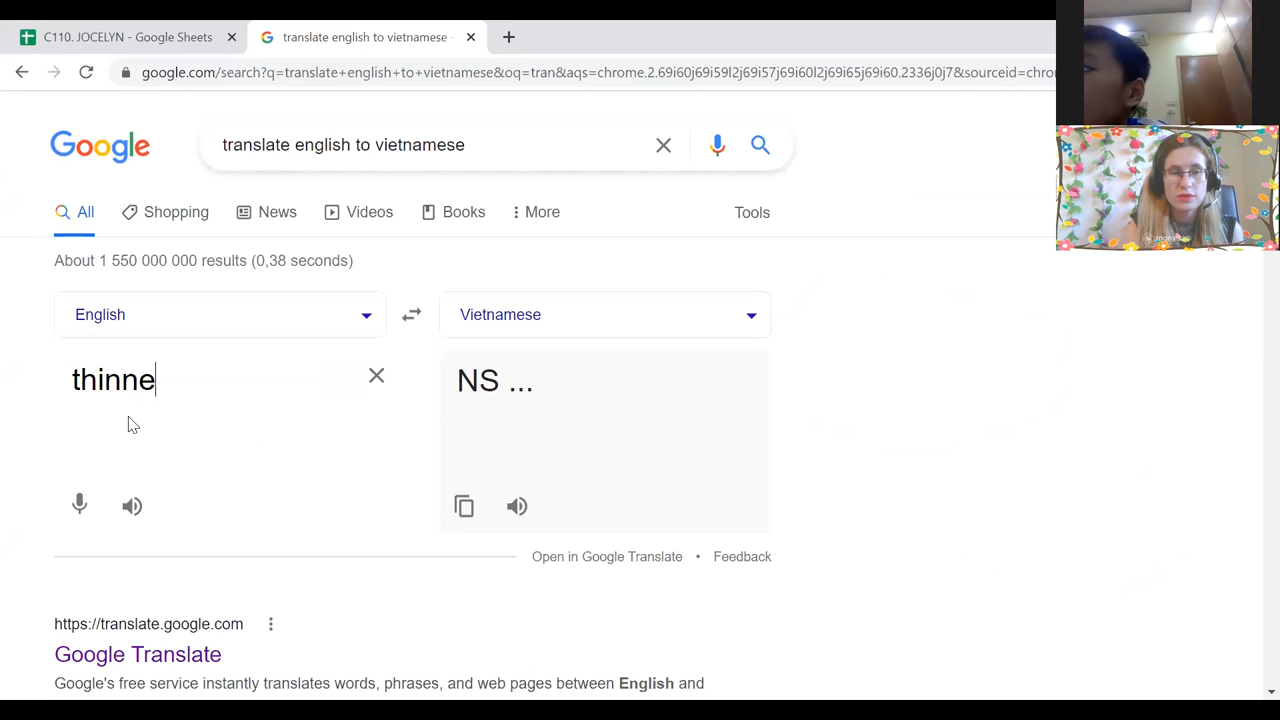 C110. JOCELYN - Google Sheets
translate english to vietnamese -
google.com/search?q=translate+english+to+vietnamese&oq=tran&aqs=chrome.2.69i60j69i59l2j69i57j69i60l2j69i65j69i60.2336j0j7&sourceid=chro
Google
translate english to vietnamese
All Shopping News Videos Books More Tools
About 1 550 000 000 results (0,38 seconds)
English Vietnamese
thinne NS ...
Open in Google Translate • Feedback
https://translate.google.com
Google Translate
Google's free service instantly translates words, phrases, and web pages between English and